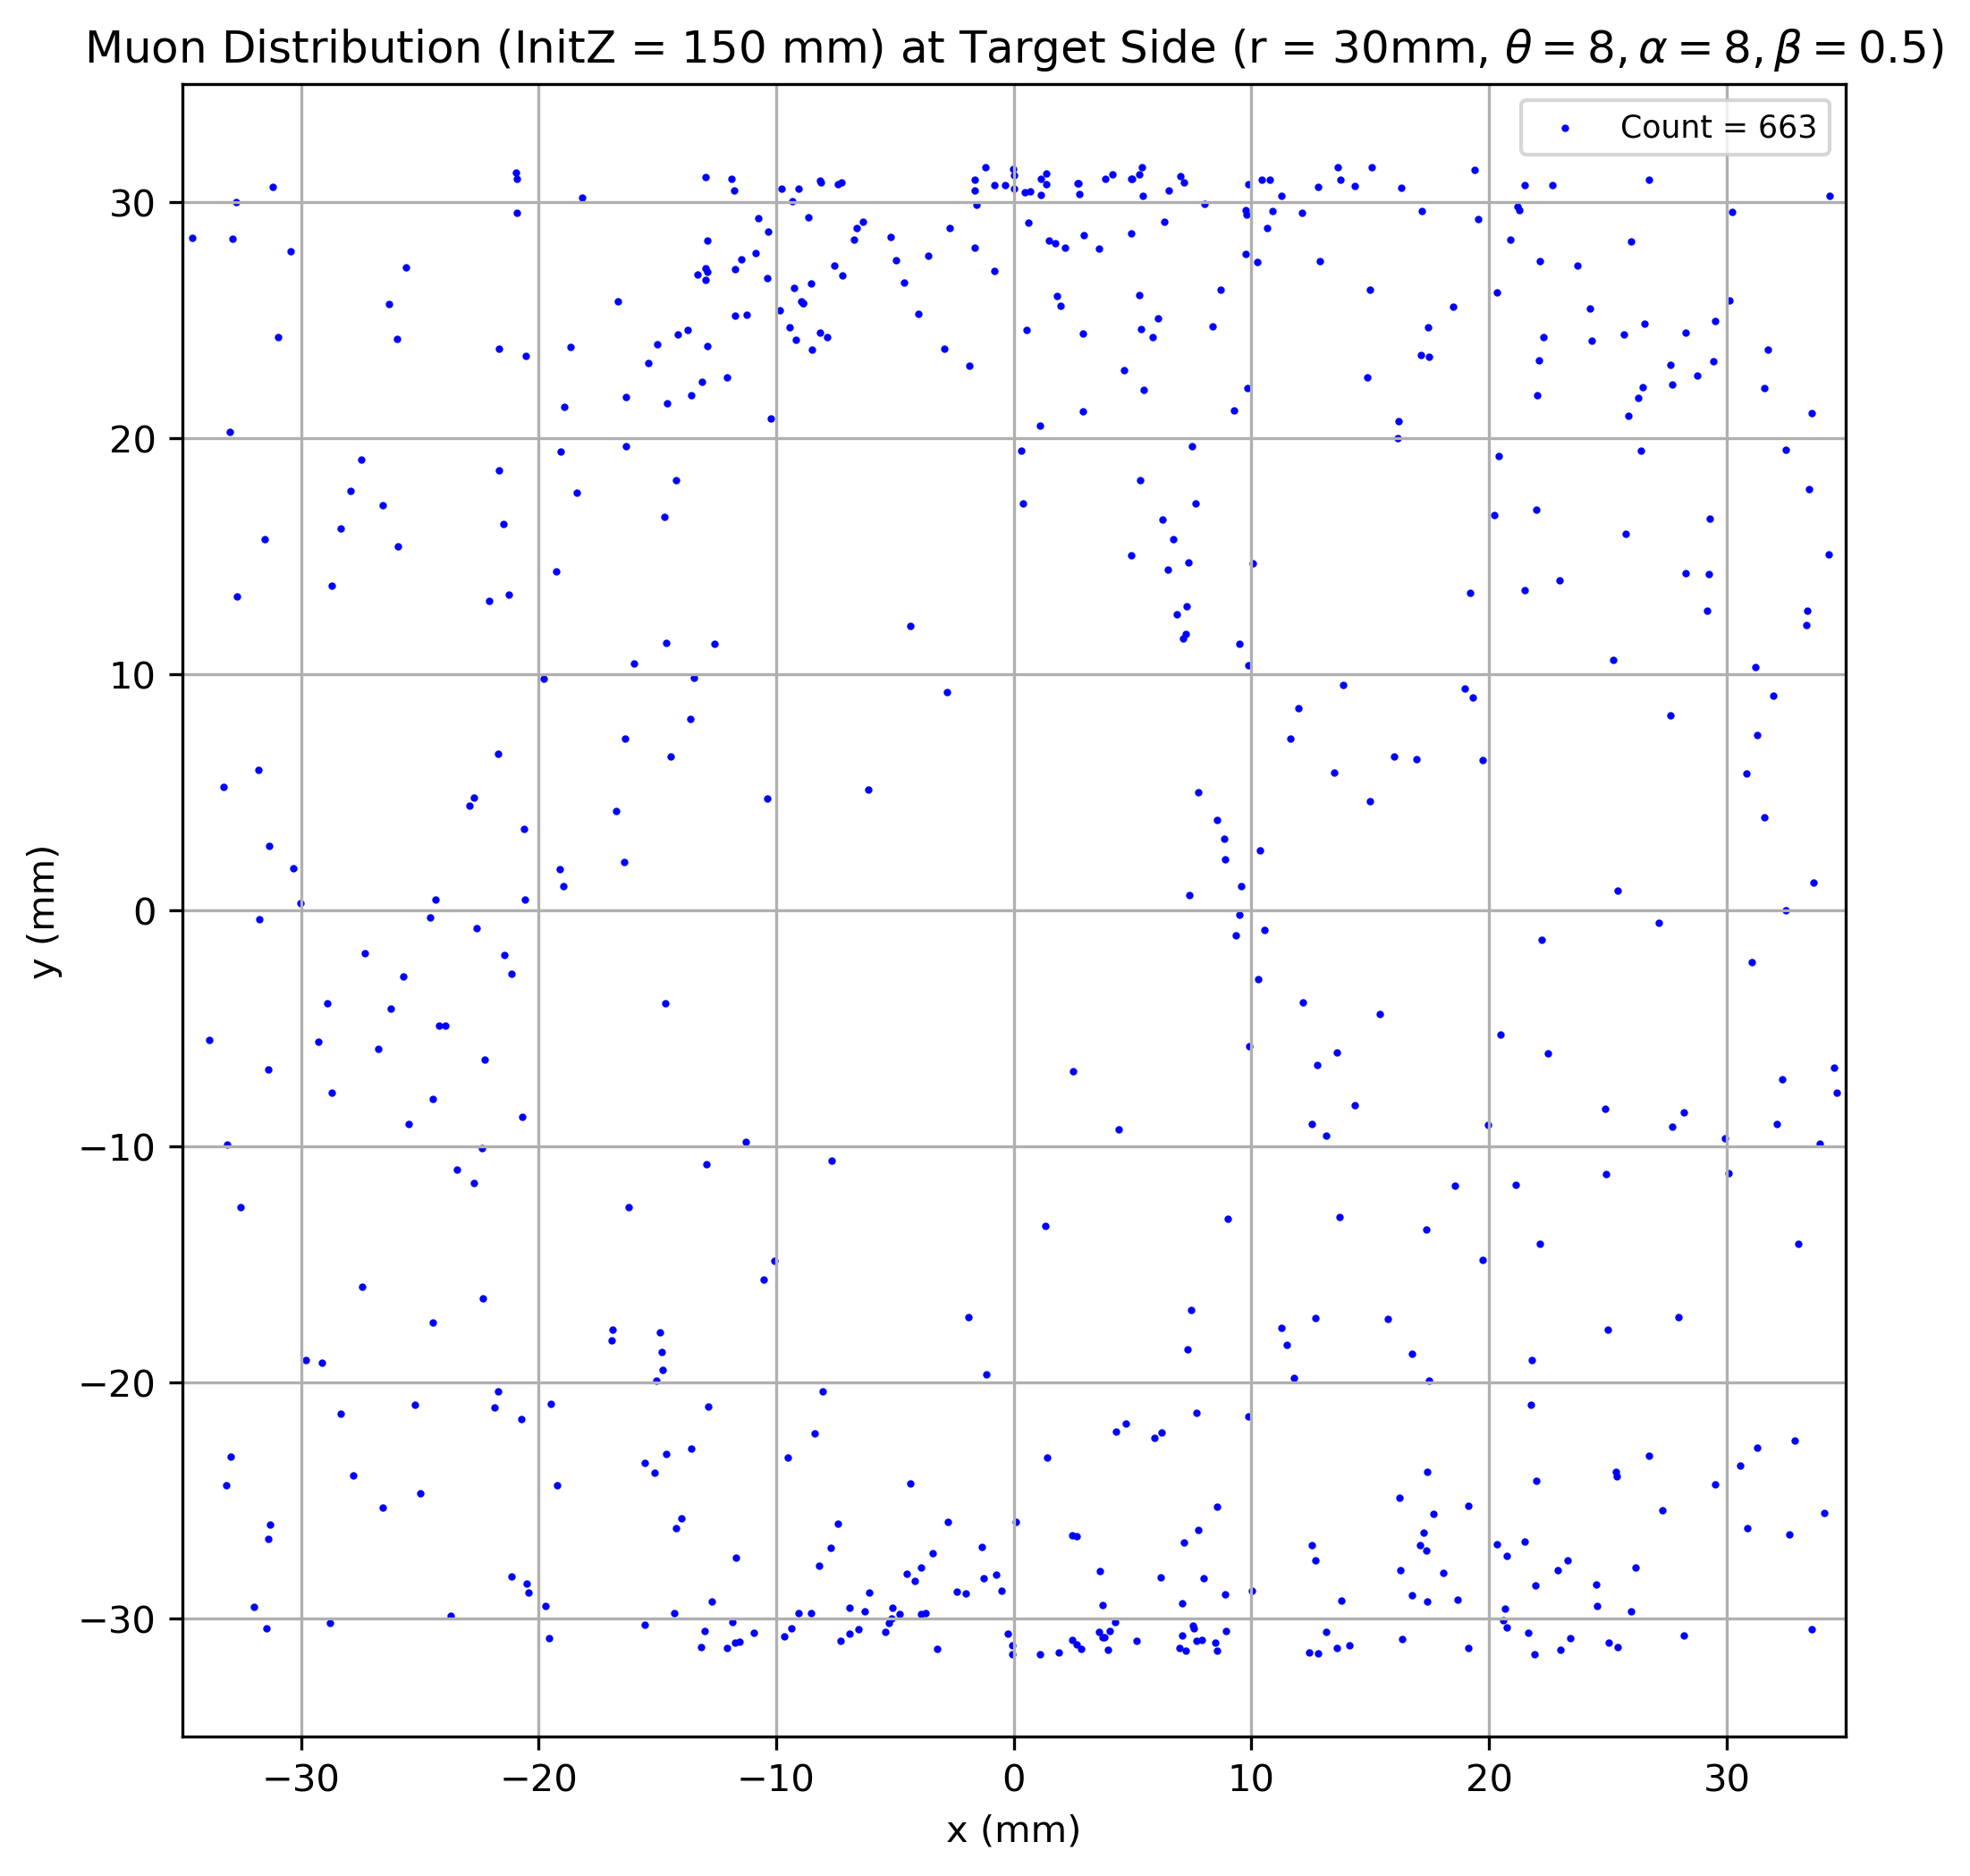 Muon Distribution (InitZ = 150 mm) at Target Side (r = 30mm, θ = 8, α = 8, β = 0.5)
Count = 663
30
20
10
0
−10
−20
−30
y (mm)
−30 −20 −10 0 10 20 30
x (mm)